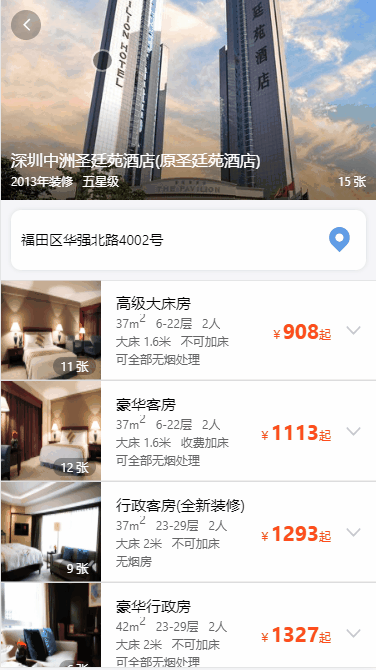 PAVILION HOTEL
廷苑酒店
THE PAVILION
深圳中洲圣廷苑酒店(原圣廷苑酒店)
2013年装修 五星级
15 张
福田区华强北路4002号
高级大床房
37m² 6-22层 2人
大床 1.6米 不可加床
可全部无烟处理
¥908起
11 张
豪华客房
37m² 6-22层 2人
大床 1.6米 收费加床
可全部无烟处理
¥1113起
12 张
行政客房(全新装修)
37m² 23-29层 2人
大床 2米 不可加床
无烟房
¥1293起
9 张
豪华行政房
42m² 23-29层 2人
大床 2米 不可加床
可全部无烟处理
¥1327起